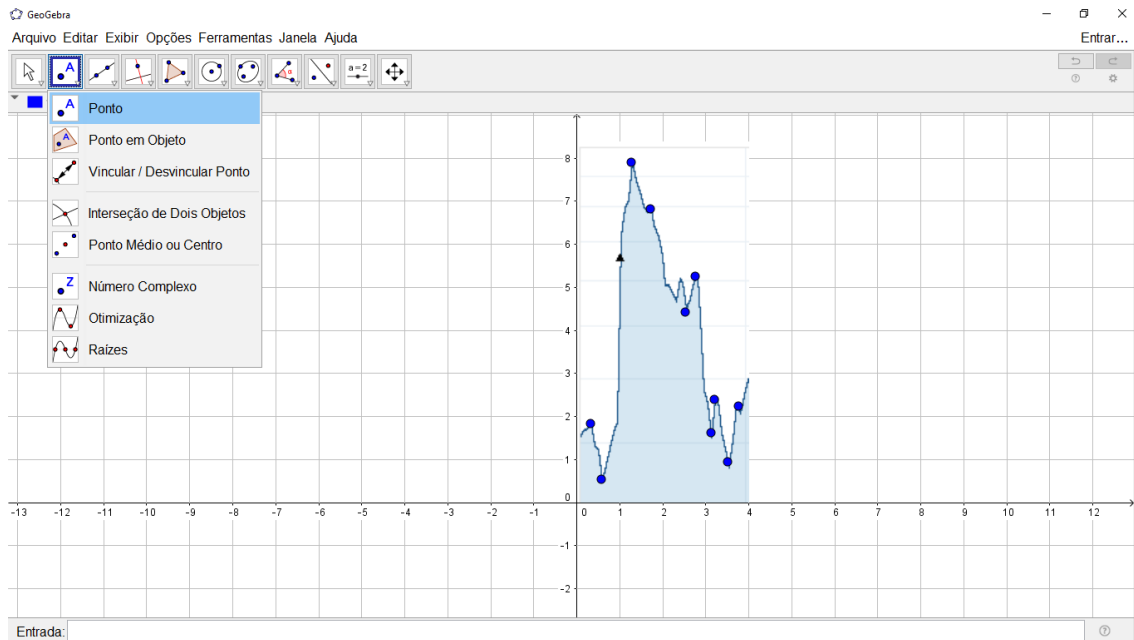 GeoGebra
Arquivo Editar Exibir Opções Ferramentas Janela Ajuda Entrar...
A a=2
A Ponto
A Ponto em Objeto
Vincular / Desvincular Ponto
Interseção de Dois Objetos
Ponto Médio ou Centro
Z Número Complexo
Otimização
Raízes
8
7
6
5
4
3
2
1
0
-13 -12 -11 -10 -9 -8 -7 -6 -5 -4 -3 -2 -1 0 1 2 3 4 5 6 7 8 9 10 11 12
-1
-2
Entrada: